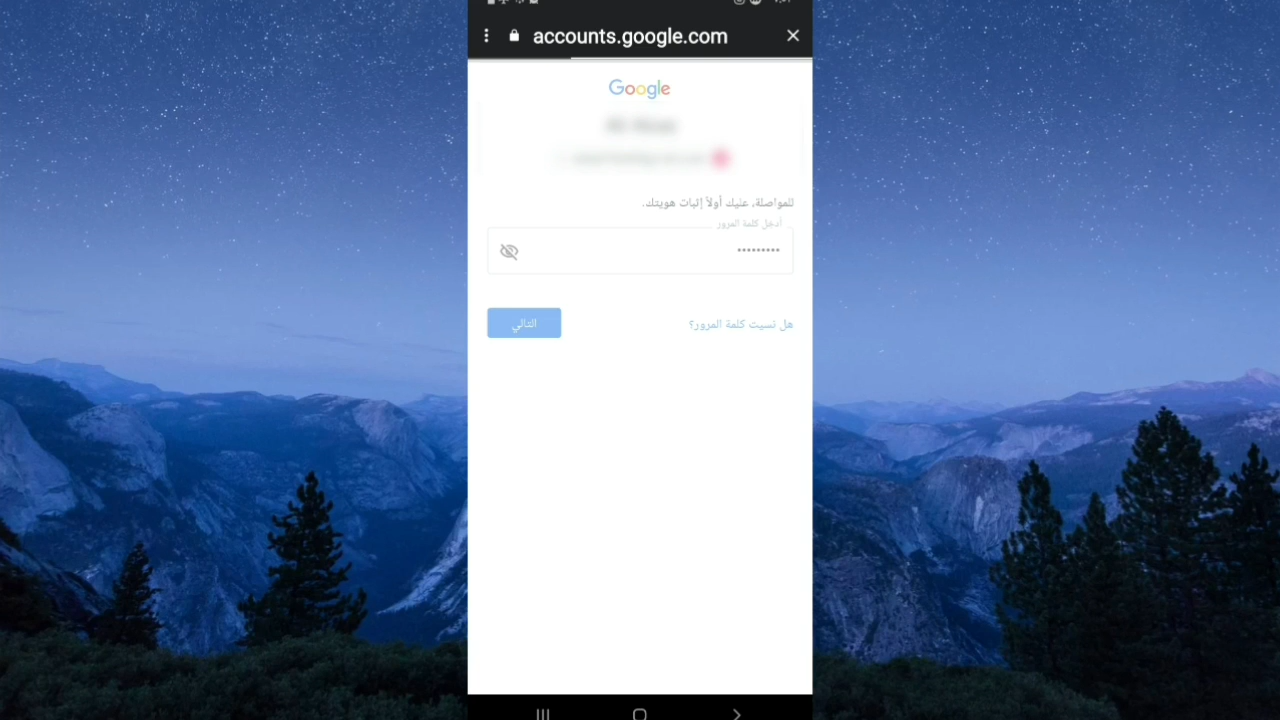 accounts.google.com
Google
للمواصلة، عليك أولاً إثبات هويتك.
أدخل كلمة المرور
•••••••••
هل نسيت كلمة المرور؟
التالي